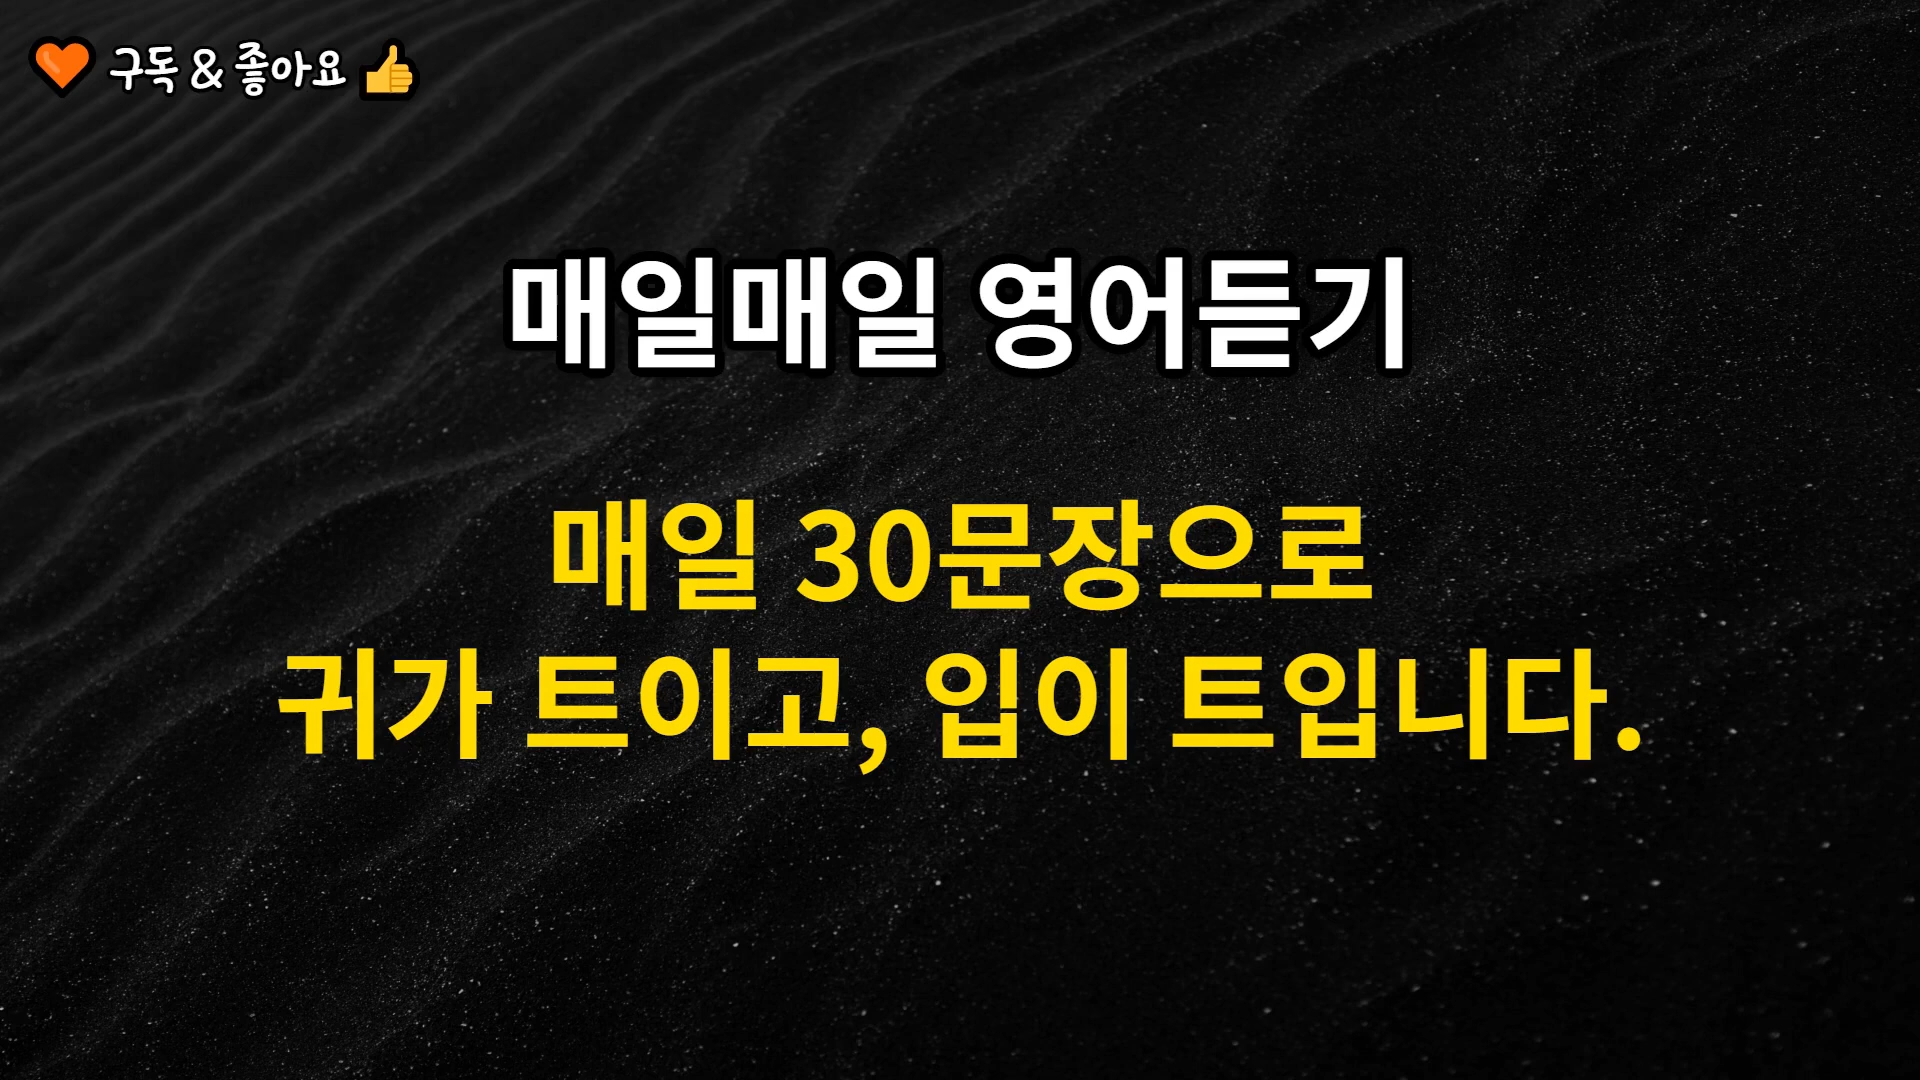 🧡 구독 & 좋아요 👍
매일매일 영어듣기
매일 30문장으로
귀가 트이고, 입이 트입니다.